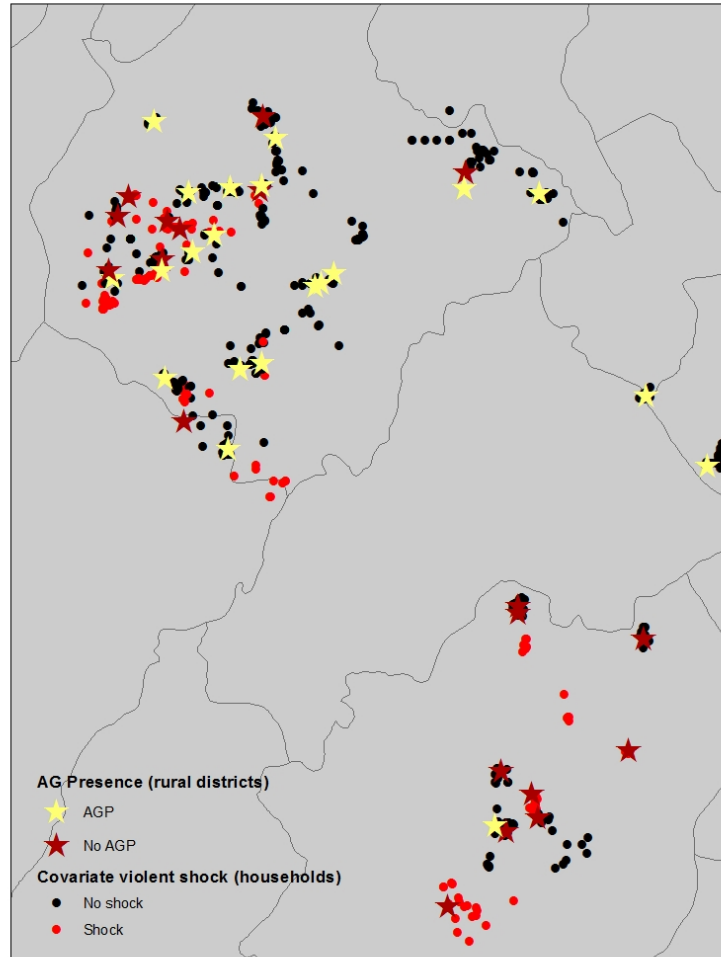 AG Presence (rural districts)
AGP
No AGP
Covariate violent shock (households)
No shock
Shock